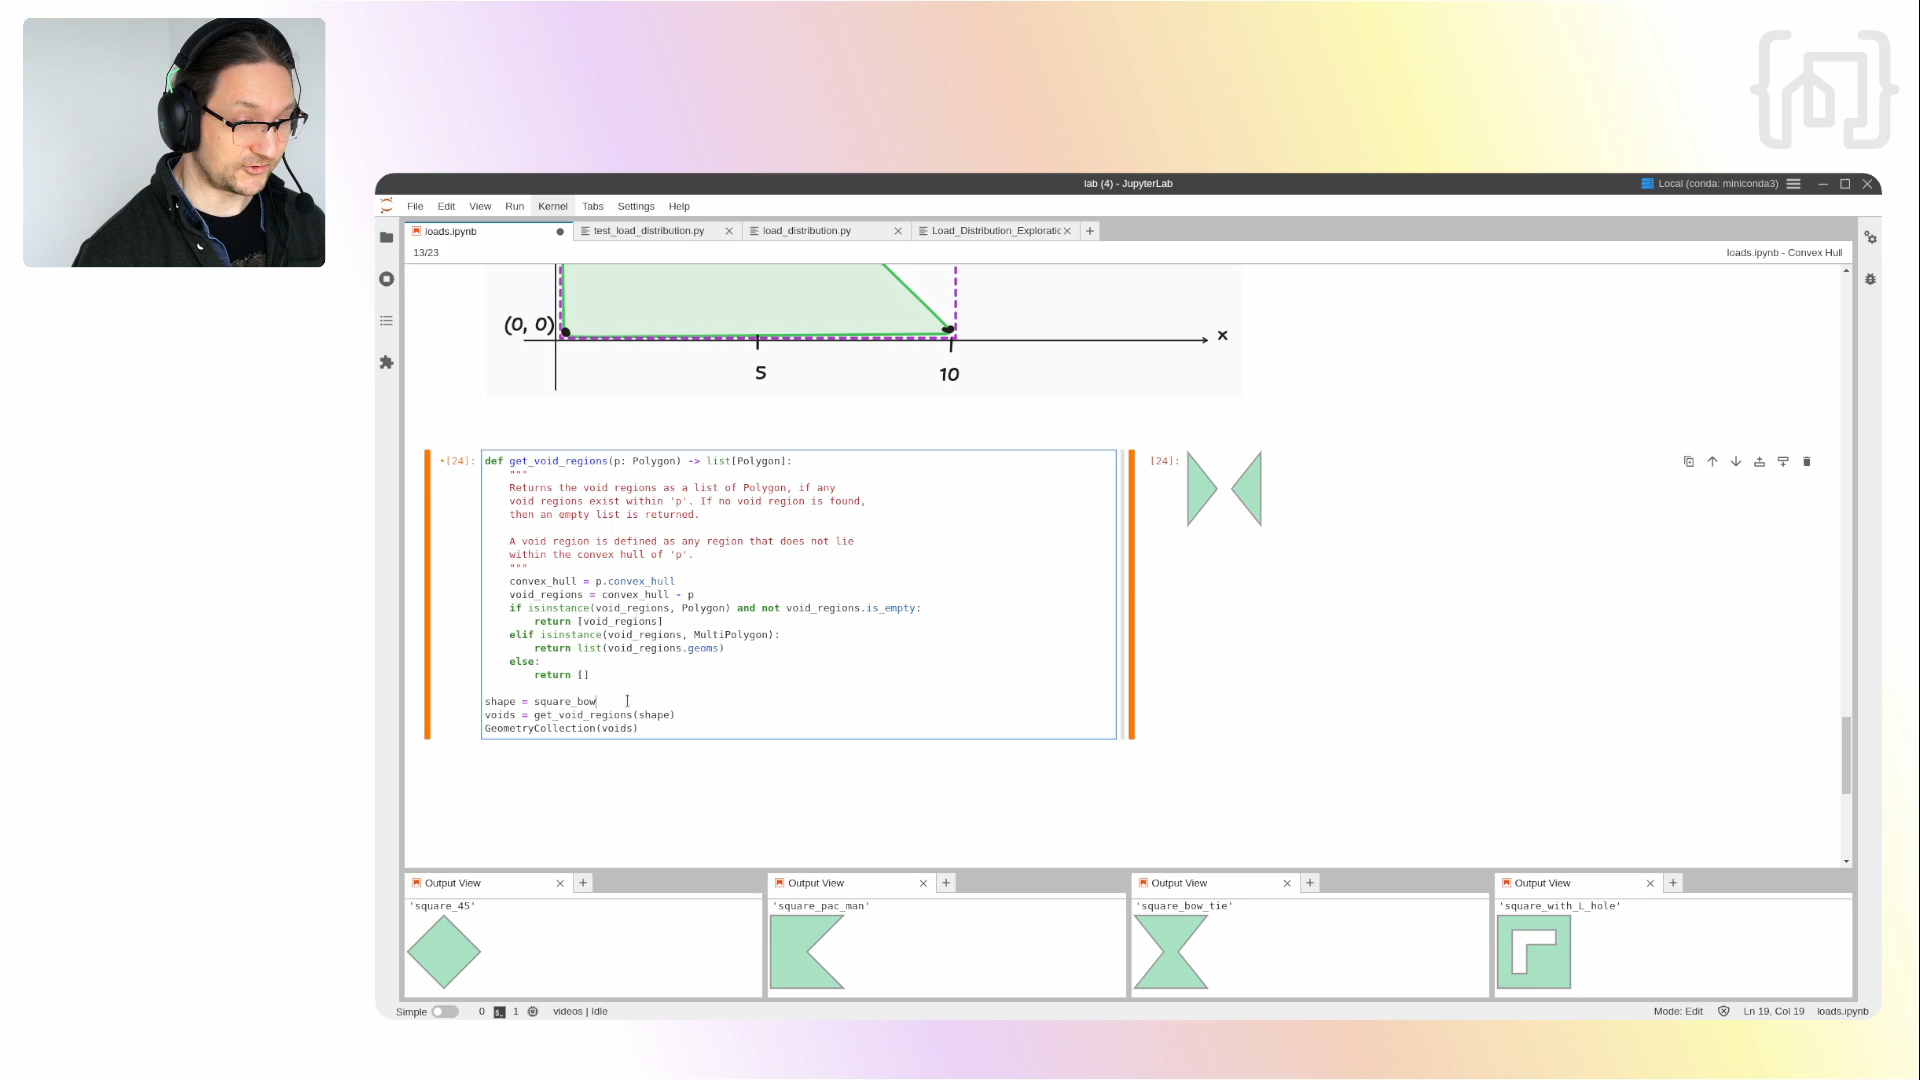 lab (4) - JupyterLab
Local (conda: miniconda3)
File Edit View Run Kernel Tabs Settings Help
loads.ipynb
test_load_distribution.py
load_distribution.py
Load_Distribution_Exploratic
13/23
loads.ipynb - Convex Hull
(0, 0)
x
5
10
[24]:
def get_void_regions(p: Polygon) -> list[Polygon]:
"""
Returns the void regions as a list of Polygon, if any
void regions exist within 'p'. If no void region is found,
then an empty list is returned.
A void region is defined as any region that does not lie
within the convex hull of 'p'.
"""
convex_hull = p.convex_hull
void_regions = convex_hull - p
if isinstance(void_regions, Polygon) and not void_regions.is_empty:
return [void_regions]
elif isinstance(void_regions, MultiPolygon):
return list(void_regions.geoms)
else:
return []
shape = square_bow
voids = get_void_regions(shape)
GeometryCollection(voids)
[24]:
Output View
'square_45'
Output View
'square_pac_man'
Output View
'square_bow_tie'
Output View
'square_with_L_hole'
Simple 0 1 videos | Idle
Mode: Edit Ln 19, Col 19 loads.ipynb